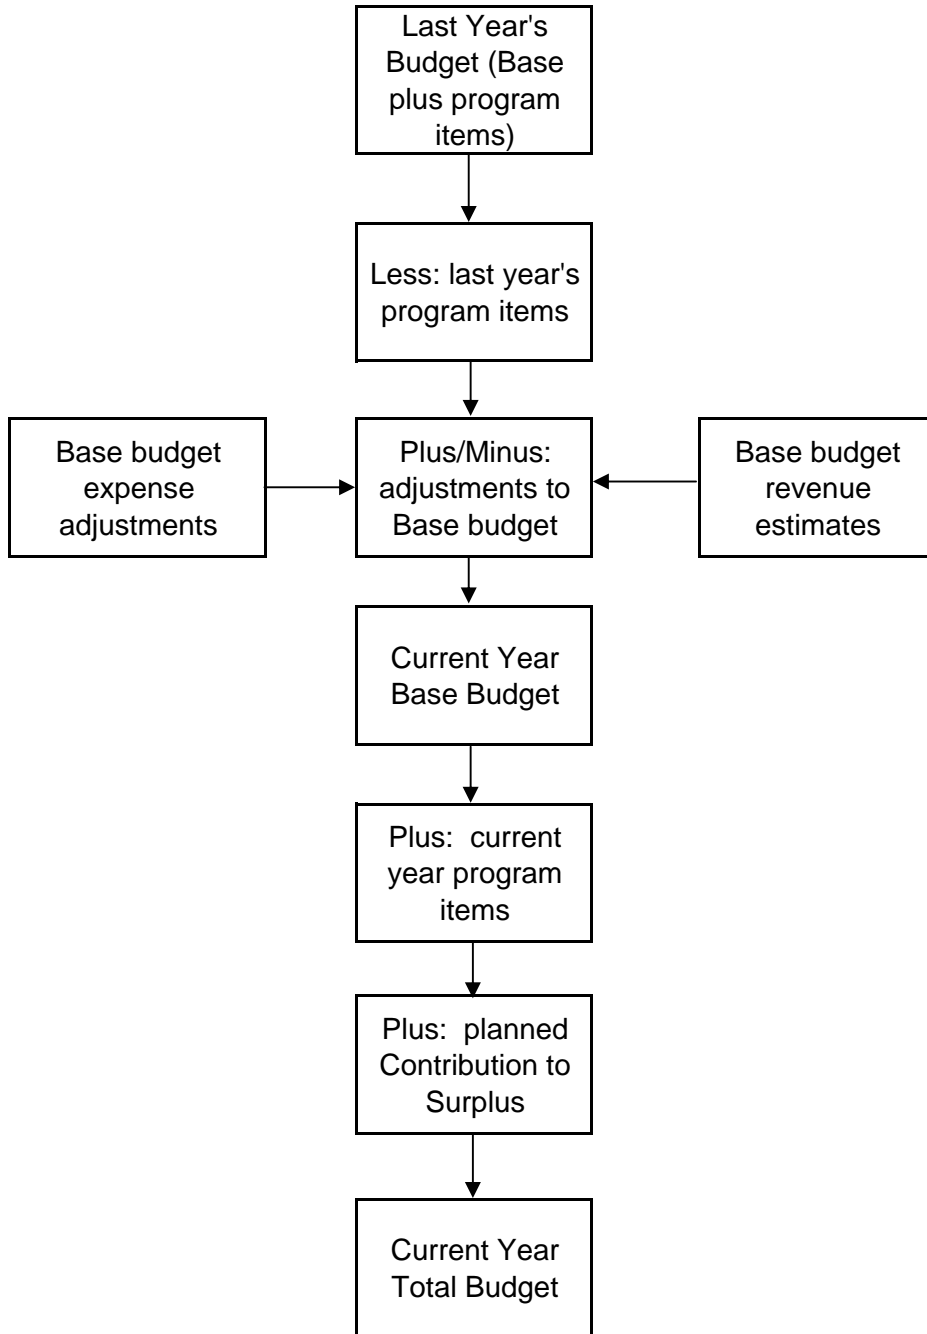 Last Year's
Budget (Base
plus program
items)
Less: last year's
program items
Base budget
expense
adjustments
Plus/Minus:
adjustments to
Base budget
Base budget
revenue
estimates
Current Year
Base Budget
Plus:  current
year program
items
Plus:  planned
Contribution to
Surplus
Current Year
Total Budget